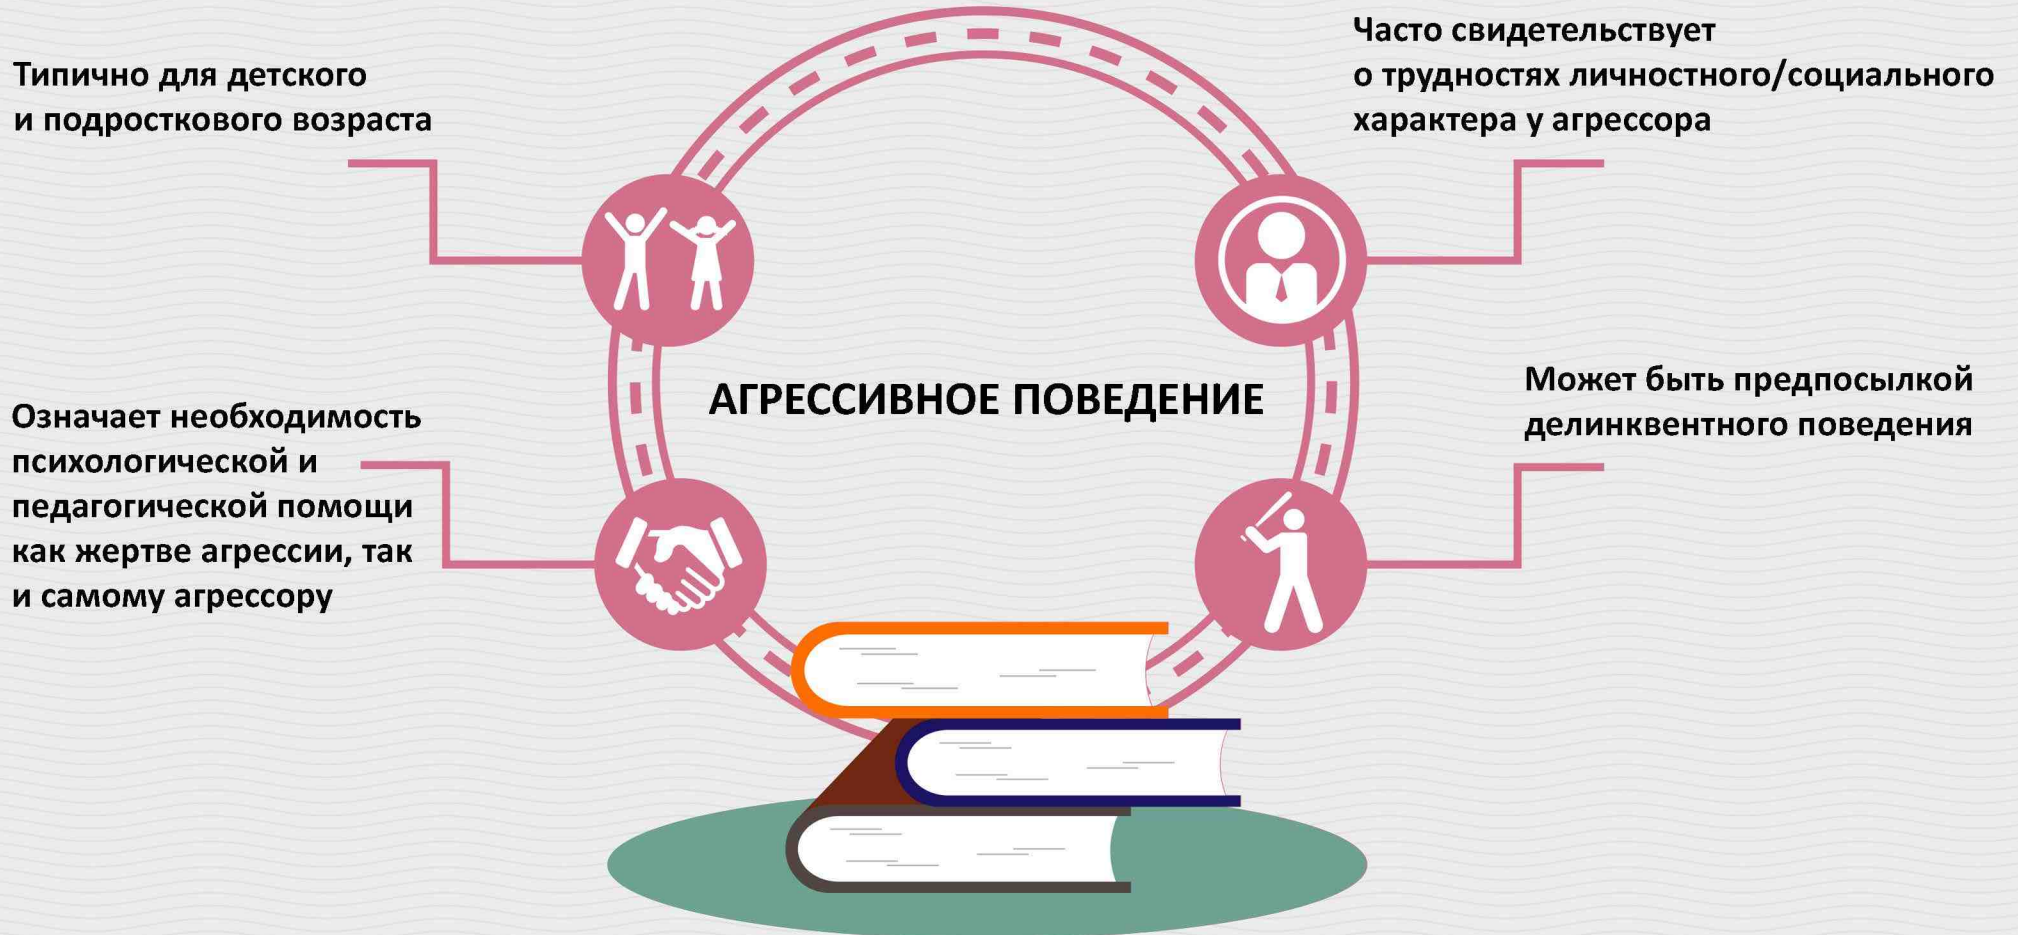 Типично для детского
и подросткового возраста
Часто свидетельствует
о трудностях личностного/социального
характера у агрессора
АГРЕССИВНОЕ ПОВЕДЕНИЕ
Означает необходимость
психологической и
педагогической помощи
как жертве агрессии, так
и самому агрессору
Может быть предпосылкой
делинквентного поведения